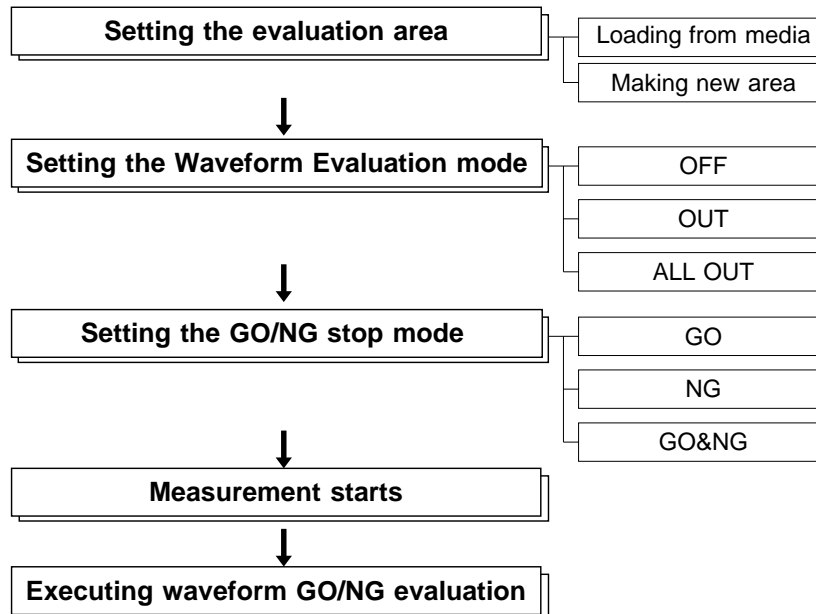 Setting the evaluation area
Loading from media
Making new area
Setting the Waveform Evaluation mode
OFF
OUT
ALL OUT
Setting the GO/NG stop mode
GO
NG
GO&NG
Measurement starts
Executing waveform GO/NG evaluation